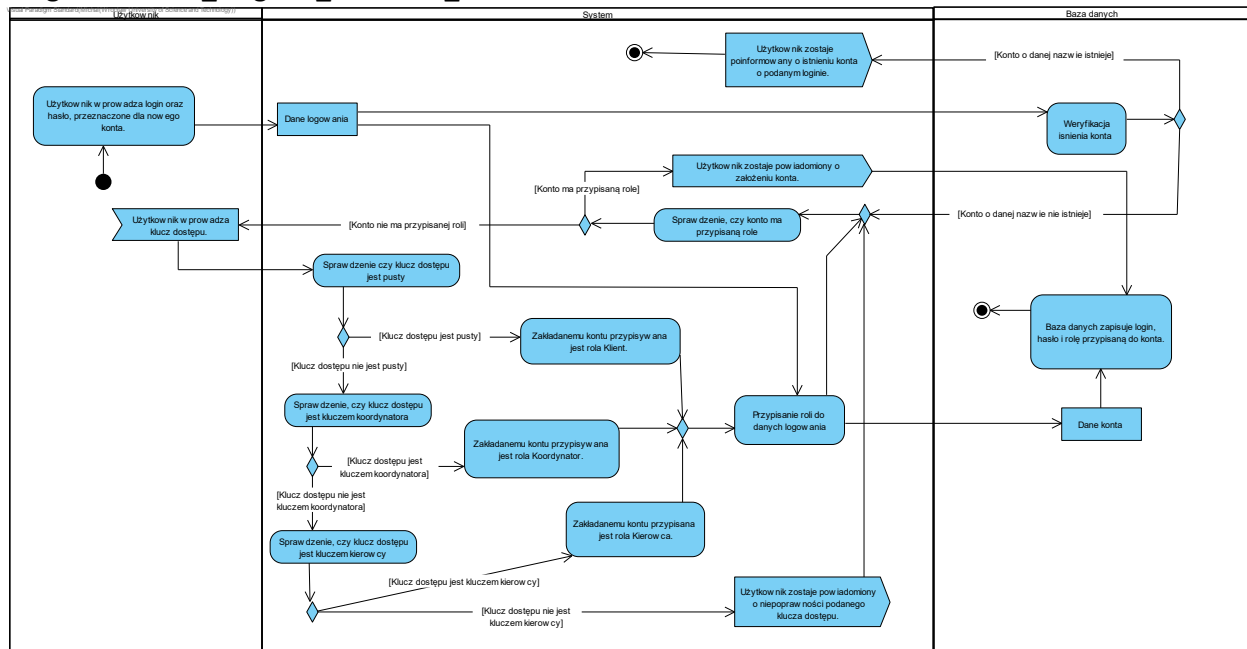 Użytkownik
System
Baza danych
Użytkownik zostaje
poinformowany o istnieniu konta
o podanym loginie.
[Konto o danej nazwie istnieje]
Użytkownik wprowadza login oraz
hasło, przeznaczone dla nowego
konta.
Dane logowania
Weryfikacja
isnienia konta
Użytkownik zostaje powiadomiony o
założeniu konta.
[Konto ma przypisaną role]
Użytkownik wprowadza
klucz dostępu.
[Konto nie ma przypisanej roli]
Sprawdzenie, czy konto ma
przypisaną role
[Konto o danej nazwie nie istnieje]
Sprawdzenie czy klucz dostępu
jest pusty
[Klucz dostępu jest pusty]
Zakładanemu kontu przypisywana
jest rola Klient.
Baza danych zapisuje login,
hasło i rolę przypisaną do konta.
[Klucz dostępu nie jest pusty]
Sprawdzenie, czy klucz dostępu
jest kluczem koordynatora
Zakładanemu kontu przypisywana
jest rola Koordynator.
Przypisanie roli do
danych logowania
Dane konta
[Klucz dostępu jest
kluczem koordynatora]
[Klucz dostępu nie jest
kluczem koordynatora]
Zakładanemu kontu przypisana
jest rola Kierowca.
Sprawdzenie, czy klucz dostępu
jest kluczem kierowcy
[Klucz dostępu jest kluczem kierowcy]
[Klucz dostępu nie jest
kluczem kierowcy]
Użytkownik zostaje powiadomiony
o niepoprawności podanego
klucza dostępu.